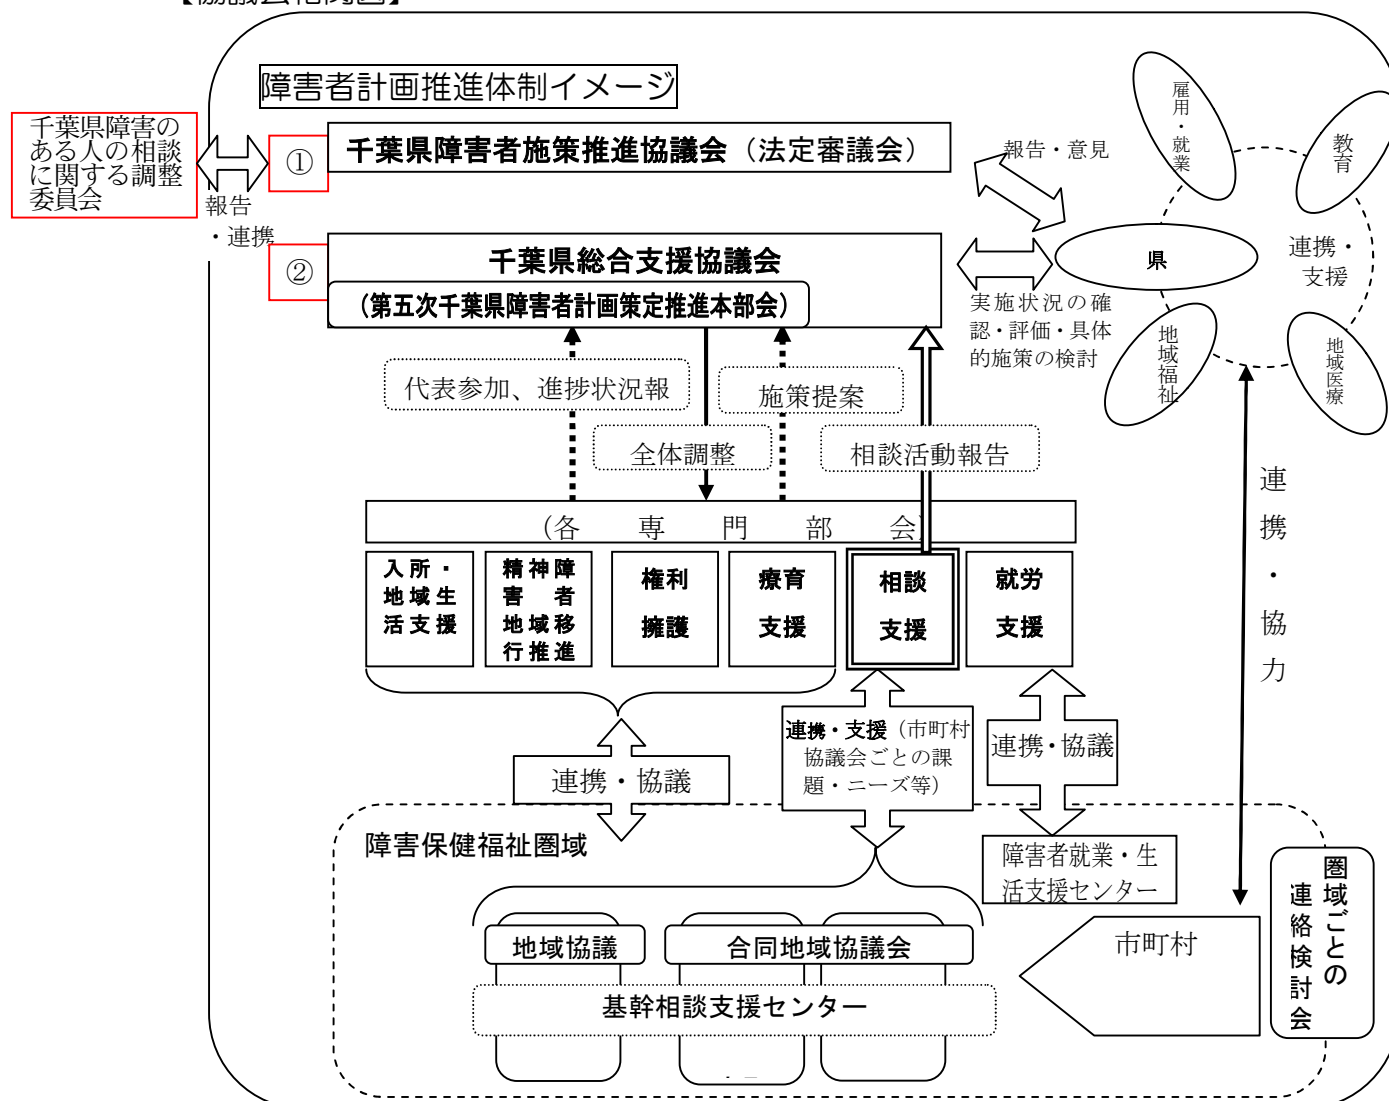 【協議会相関図】
障害者計画推進体制イメージ
千葉県障害の
ある人の相談
に関する調整
委員会
報告
・連携
①
千葉県障害者施策推進協議会（法定審議会）
②
千葉県総合支援協議会
（第五次千葉県障害者計画策定推進本部会）
報告・意見
実施状況の確
認・評価・具体
的施策の検討
県
雇用・就業
教育
連携・
支援
地域福祉
地域医療
代表参加、進捗状況報
施策提案
全体調整
相談活動報告
（各専門部会）
入所・
地域生
活支援
精神障
害者
地域移
行推進
権利
擁護
療育
支援
相談
支援
就労
支援
連携・協力
連携・協議
連携・支援（市町村
協議会ごとの課
題・ニーズ等）
連携・協議
障害保健福祉圏域
障害者就業・生
活支援センター
地域協議
合同地域協議会
基幹相談支援センター
市町村
圏域ごとの
連絡検討会